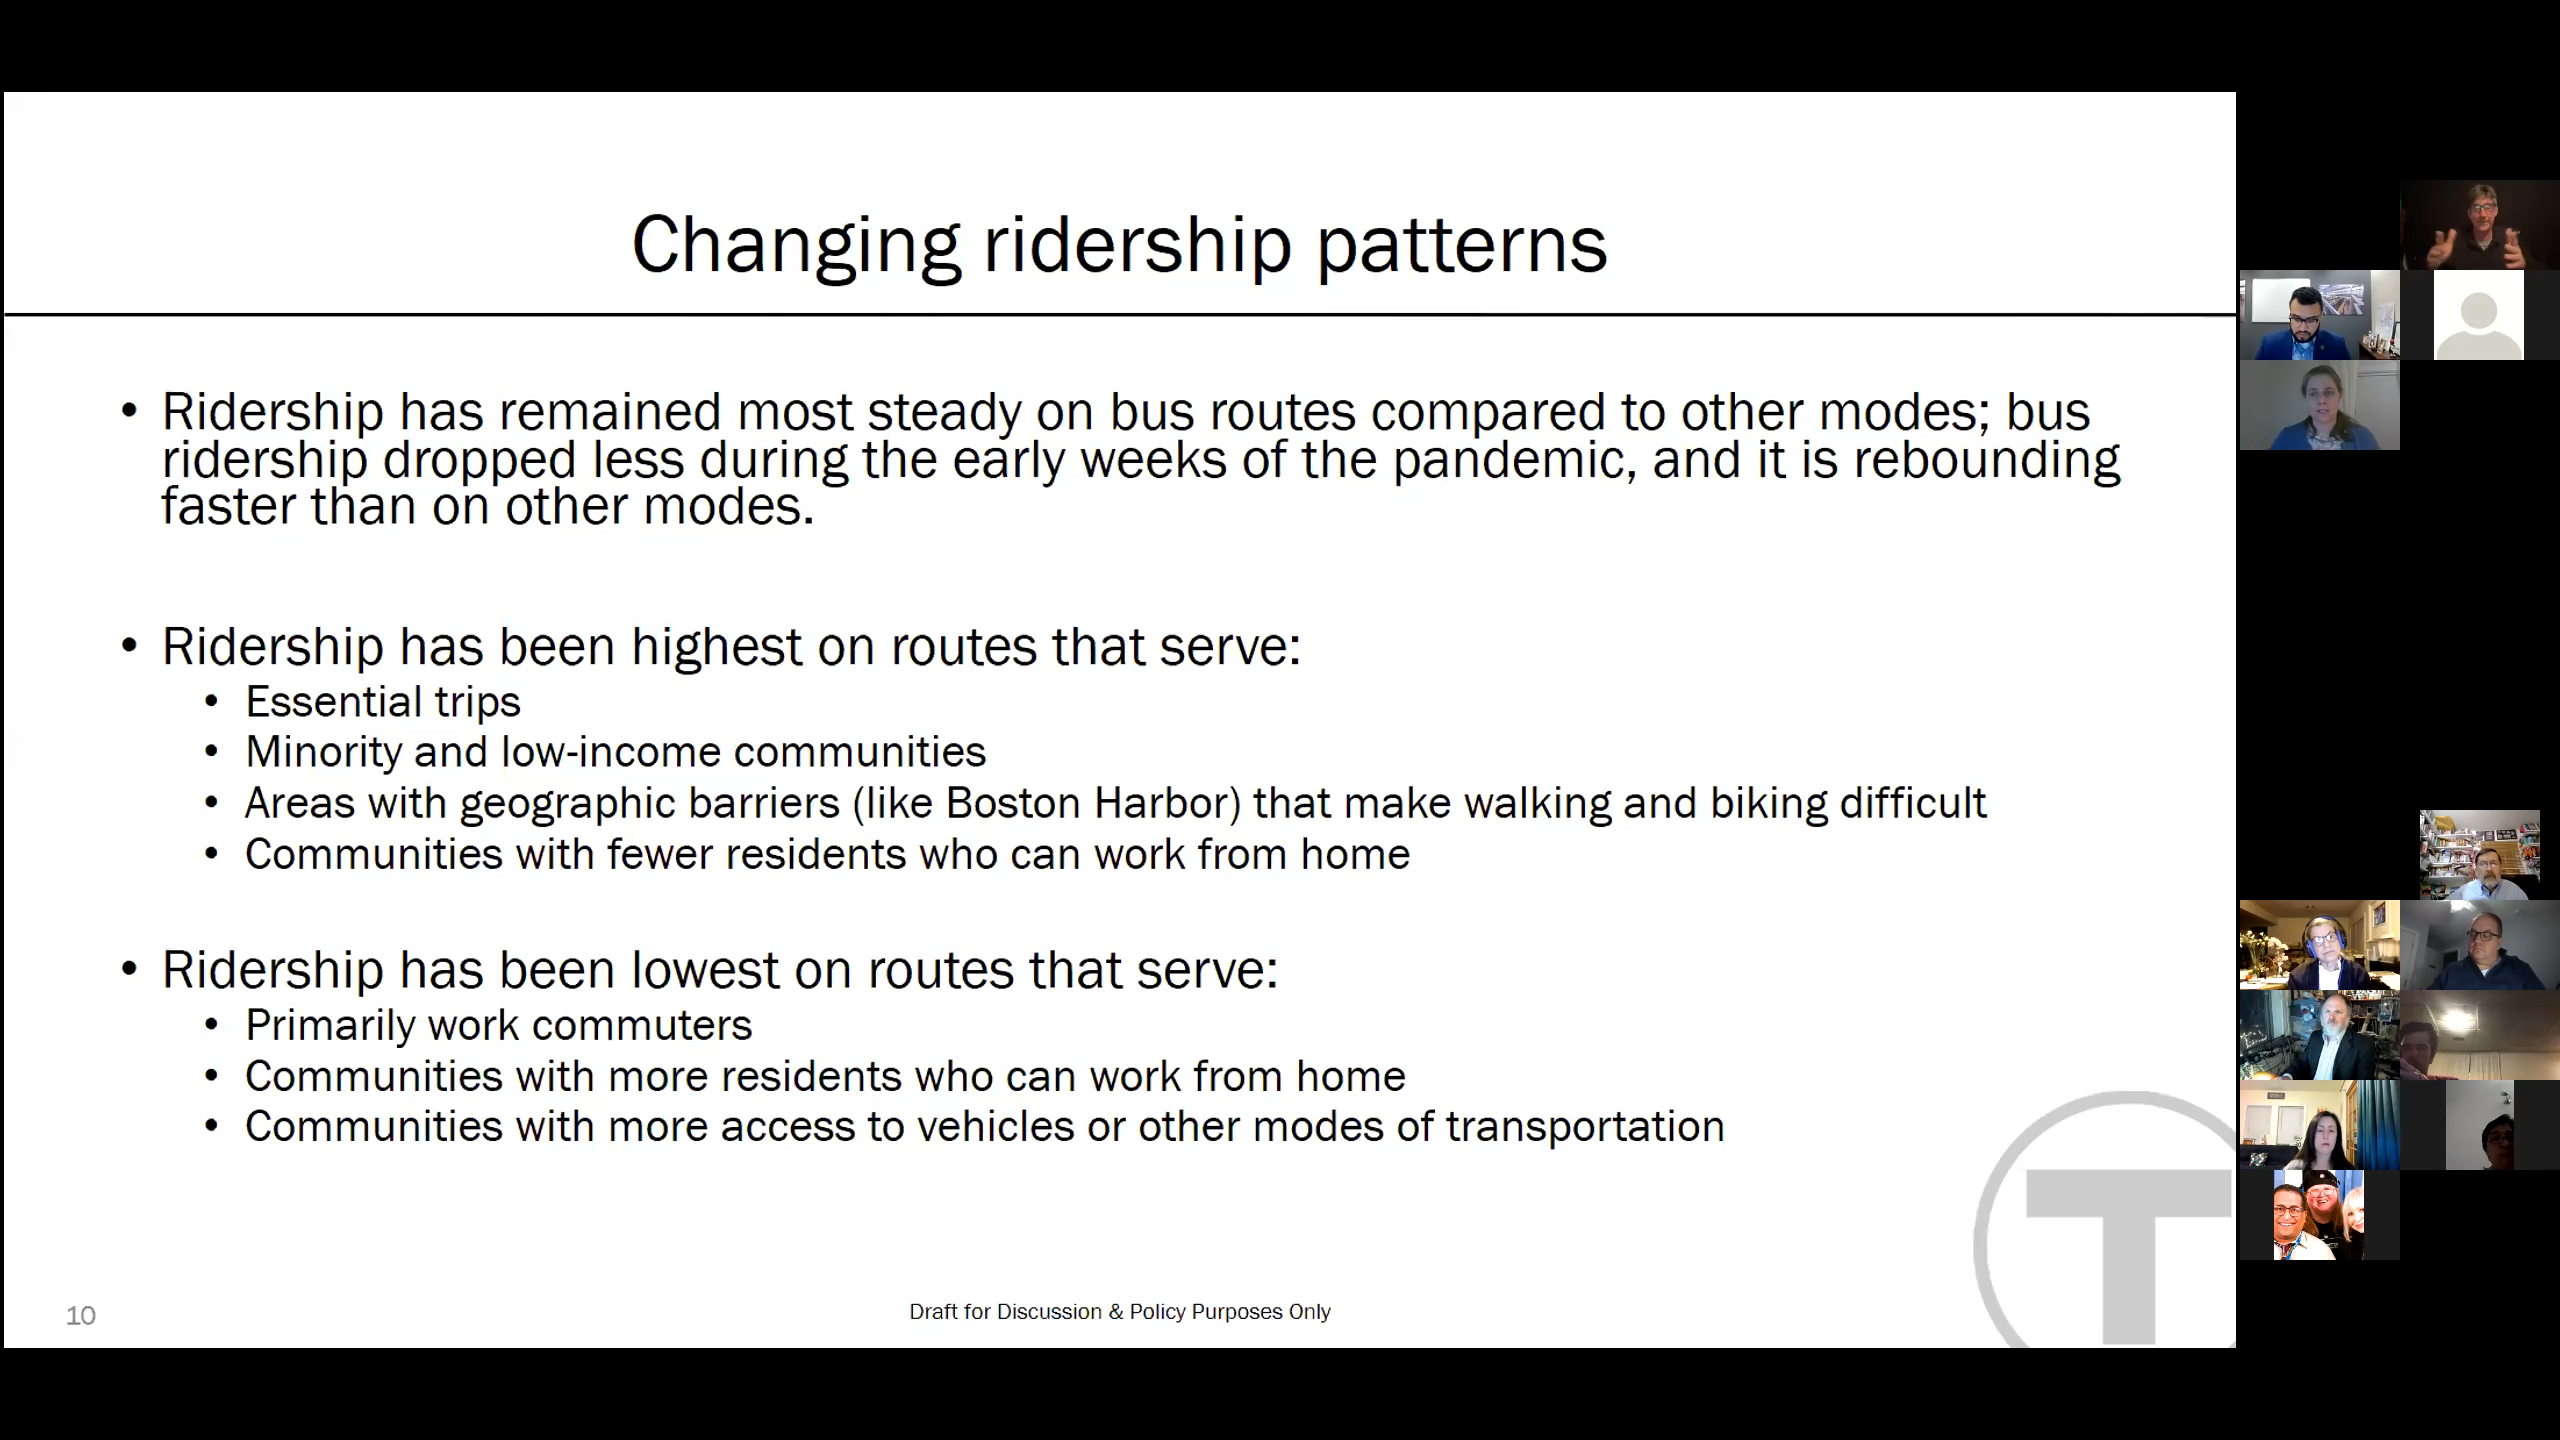 Changing ridership patterns
• Ridership has remained most steady on bus routes compared to other modes; bus
ridership dropped less during the early weeks of the pandemic, and it is rebounding
faster than on other modes.
• Ridership has been highest on routes that serve:
• Essential trips
• Minority and low-income communities
• Areas with geographic barriers (like Boston Harbor) that make walking and biking difficult
• Communities with fewer residents who can work from home
• Ridership has been lowest on routes that serve:
• Primarily work commuters
• Communities with more residents who can work from home
• Communities with more access to vehicles or other modes of transportation
T
10
Draft for Discussion & Policy Purposes Only